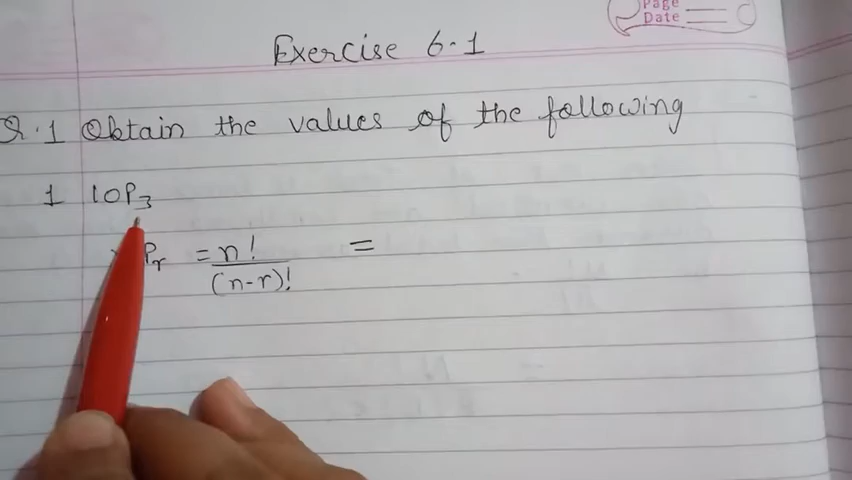 Page
Date
Exercise 6.1
Q.1 Obtain the values of the following
1 10P3
Pr = n! =
(n-r)!